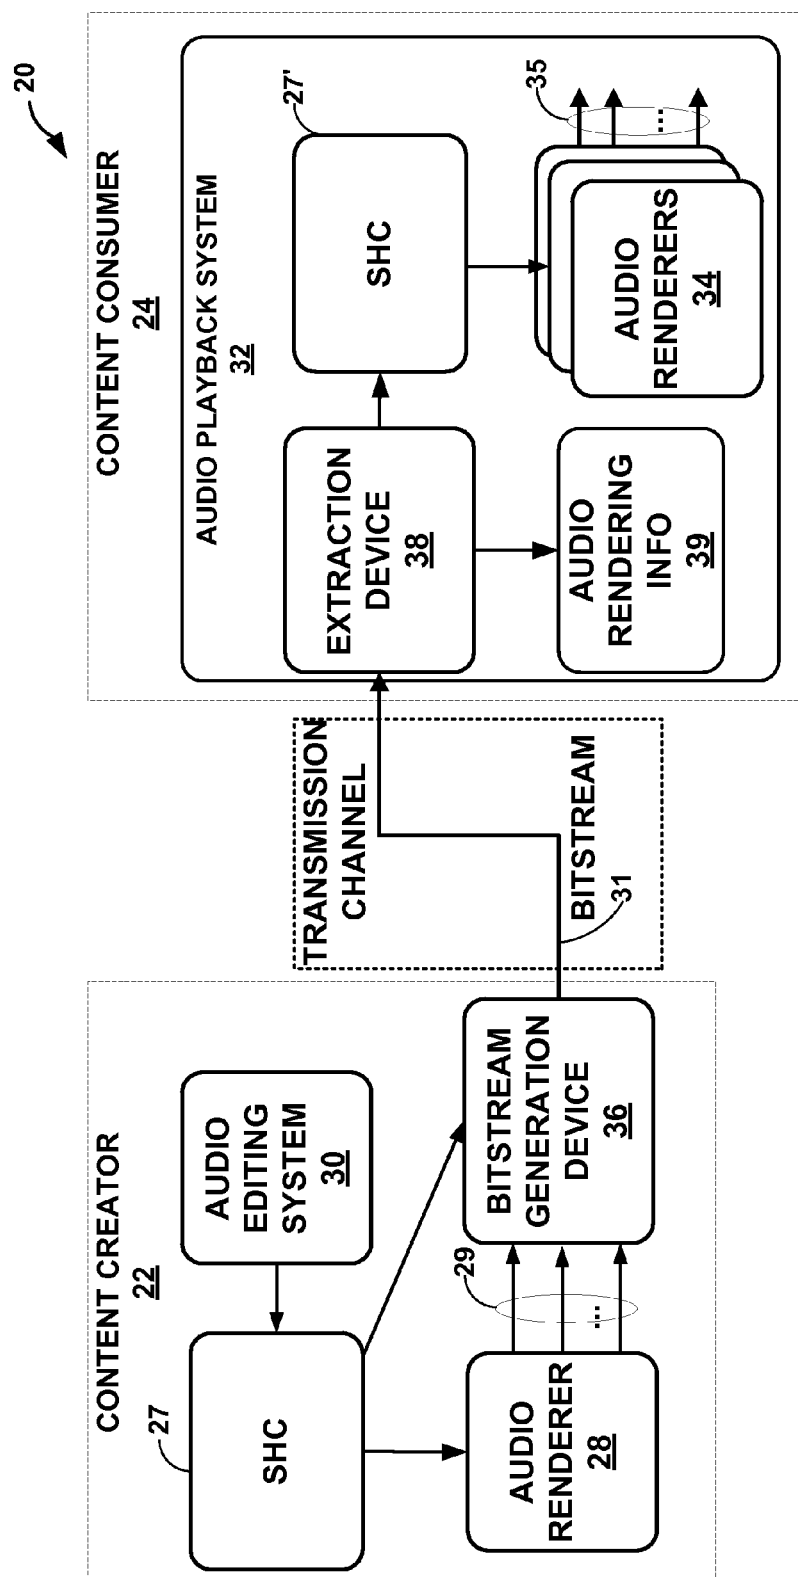 20
CONTENT CREATOR
22
27
SHC
AUDIO
EDITING
SYSTEM
30
AUDIO
RENDERER
28
29
...
BITSTREAM
GENERATION
DEVICE
36
TRANSMISSION
CHANNEL
BITSTREAM
31
CONTENT CONSUMER
24
AUDIO PLAYBACK SYSTEM
32
EXTRACTION
DEVICE
38
27'
SHC
AUDIO
RENDERING
INFO
39
AUDIO
RENDERERS
34
35
...